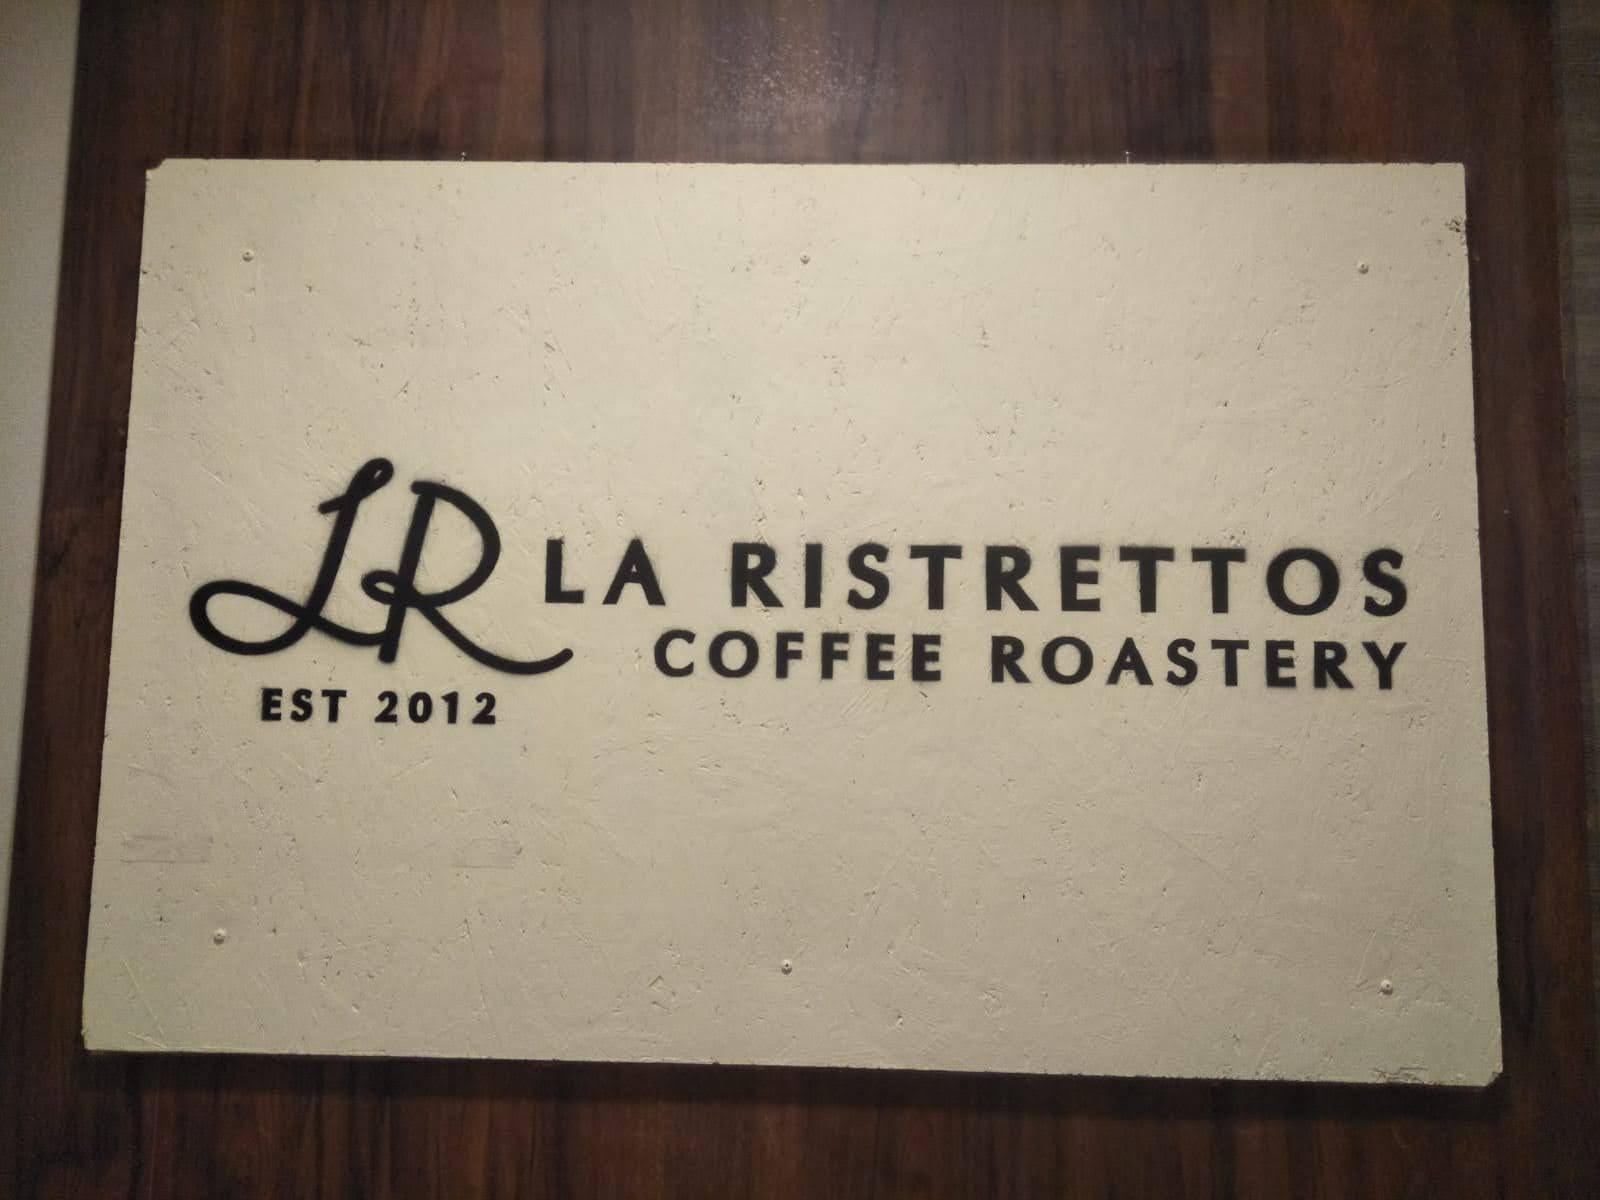 LR LA RISTRETTOS
COFFEE ROASTERY
EST 2012